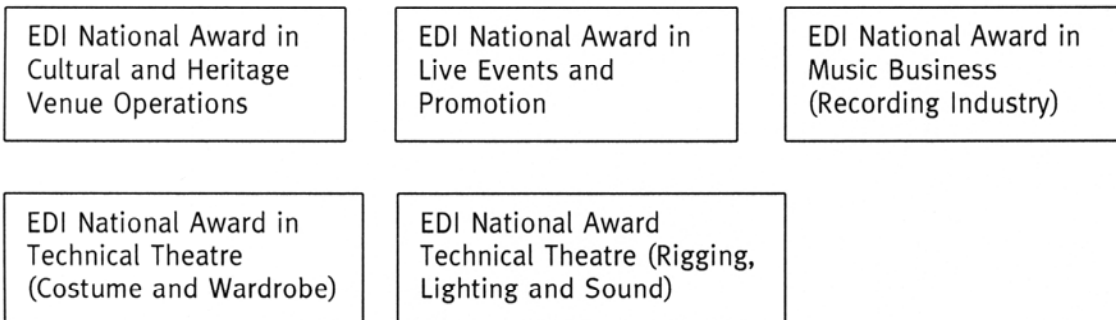 EDI National Award in
Cultural and Heritage
Venue Operations
EDI National Award in
Live Events and
Promotion
EDI National Award in
Music Business
(Recording Industry)
EDI National Award in
Technical Theatre
(Costume and Wardrobe)
EDI National Award
Technical Theatre (Rigging,
Lighting and Sound)